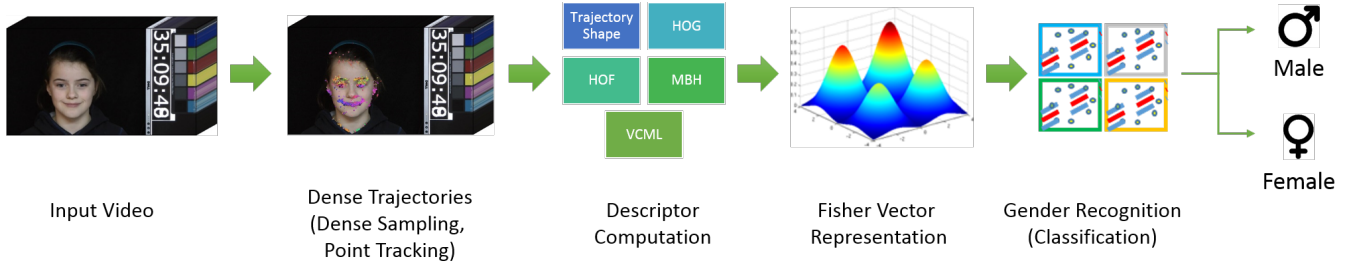 35:09:48
35:09:48
Trajectory
Shape
HOG
HOF
MBH
VCML
Male
Female
Input Video
Dense Trajectories
(Dense Sampling,
Point Tracking)
Descriptor
Computation
Fisher Vector
Representation
Gender Recognition
(Classification)